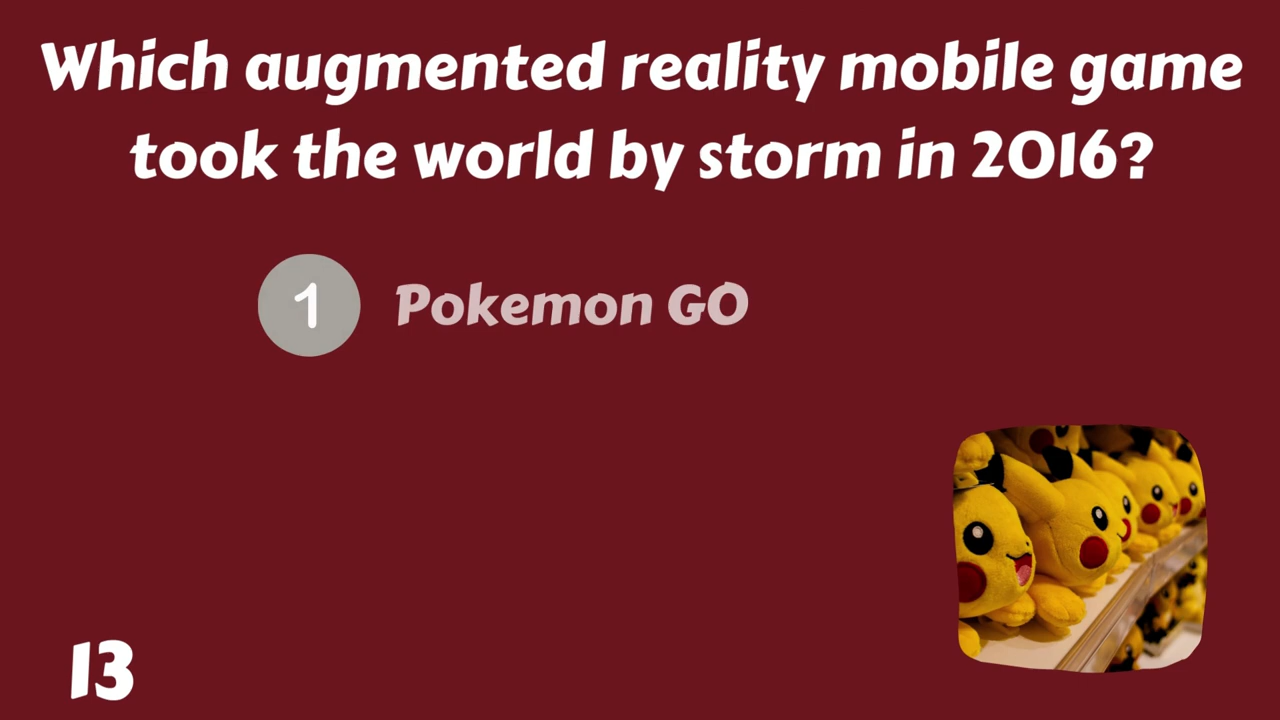 Which augmented reality mobile game
took the world by storm in 2016?
1 Pokemon GO
13